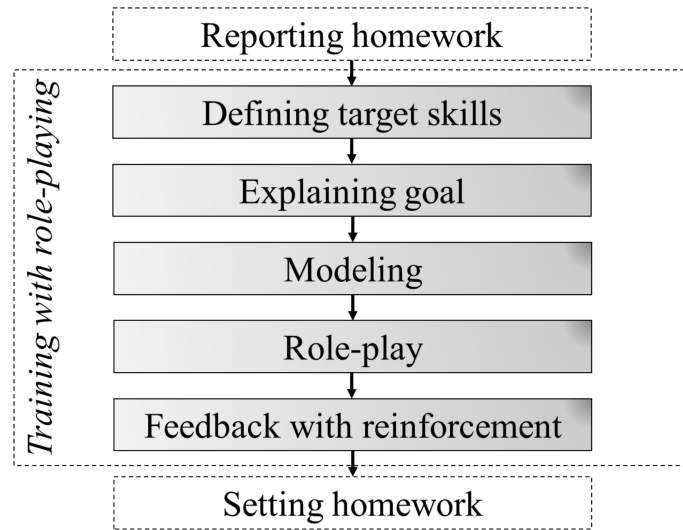 Reporting homework
Training with role-playing
Defining target skills
Explaining goal
Modeling
Role-play
Feedback with reinforcement
Setting homework